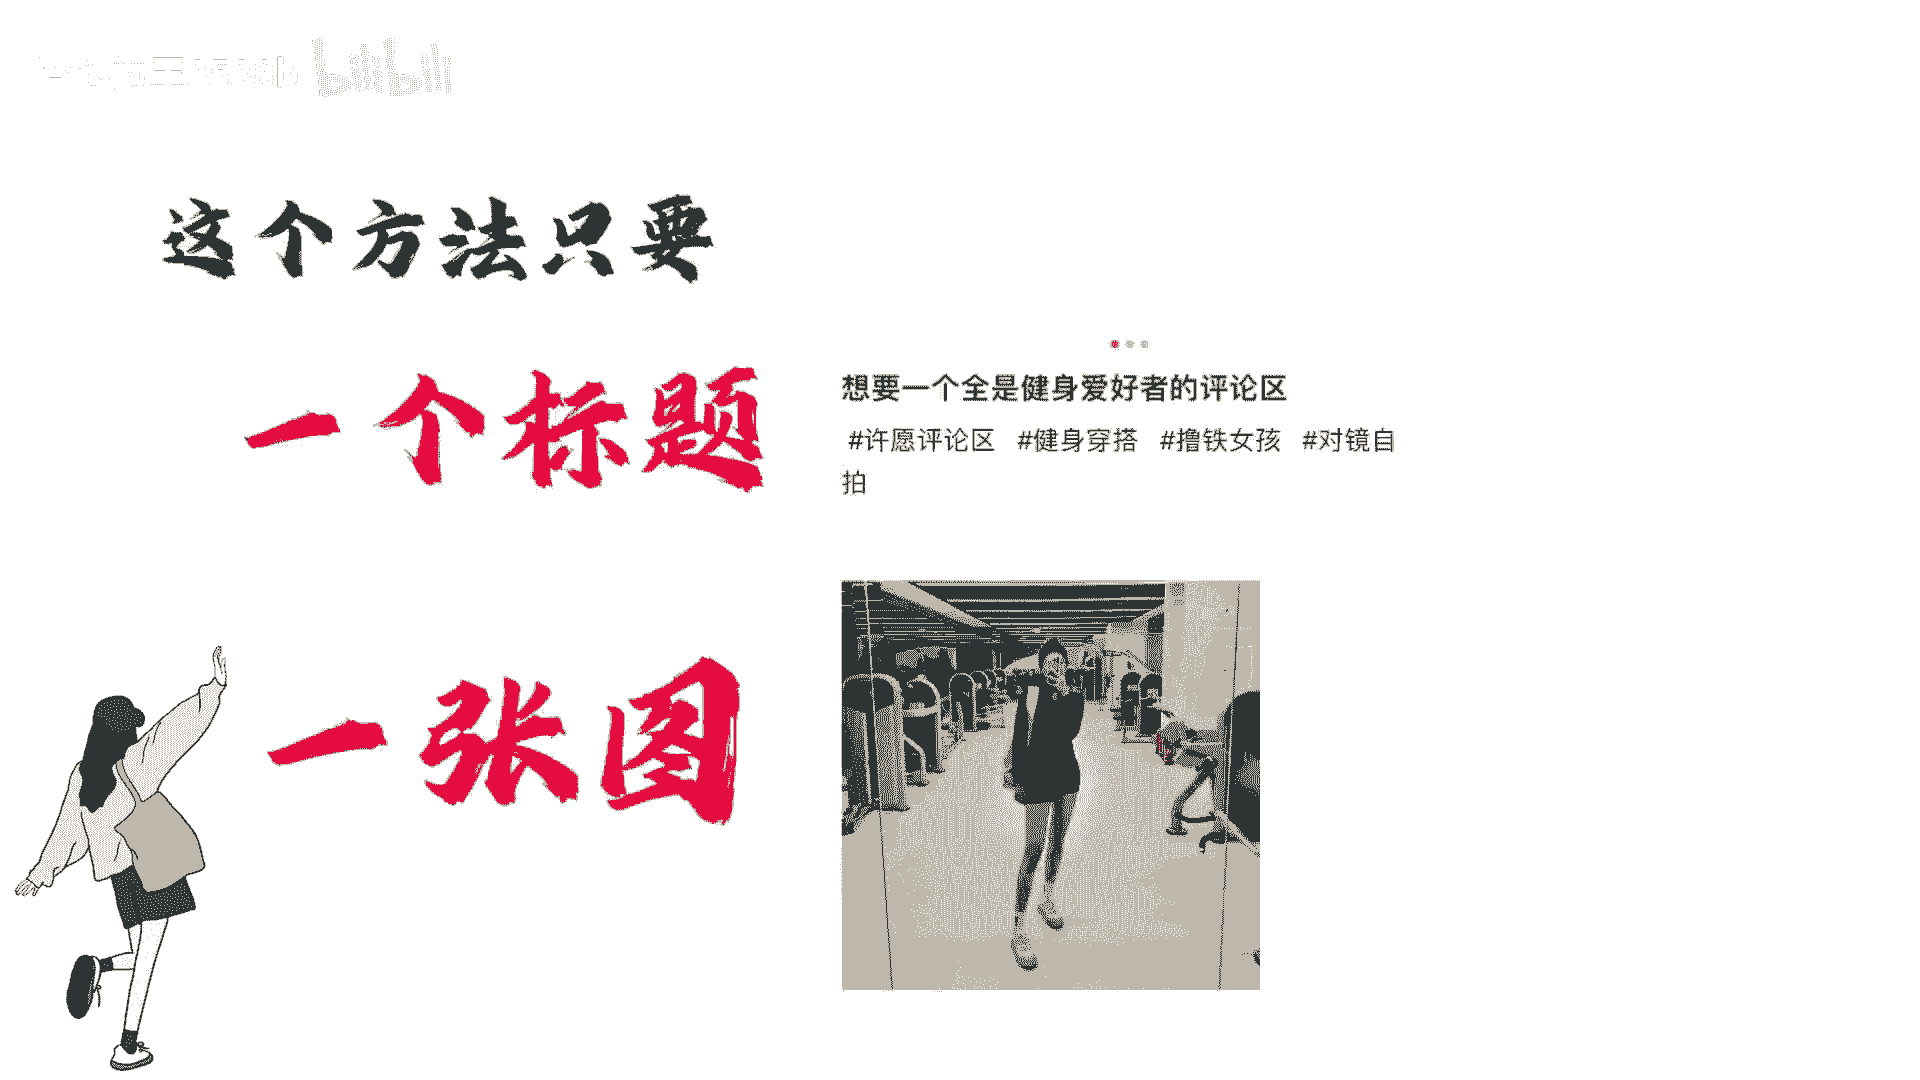 bilibili
这个方法只要
一个标题
想要一个全是健身爱好者的评论区
#许愿评论区 #健身穿搭 #撸铁女孩 #对镜自
拍
一张图